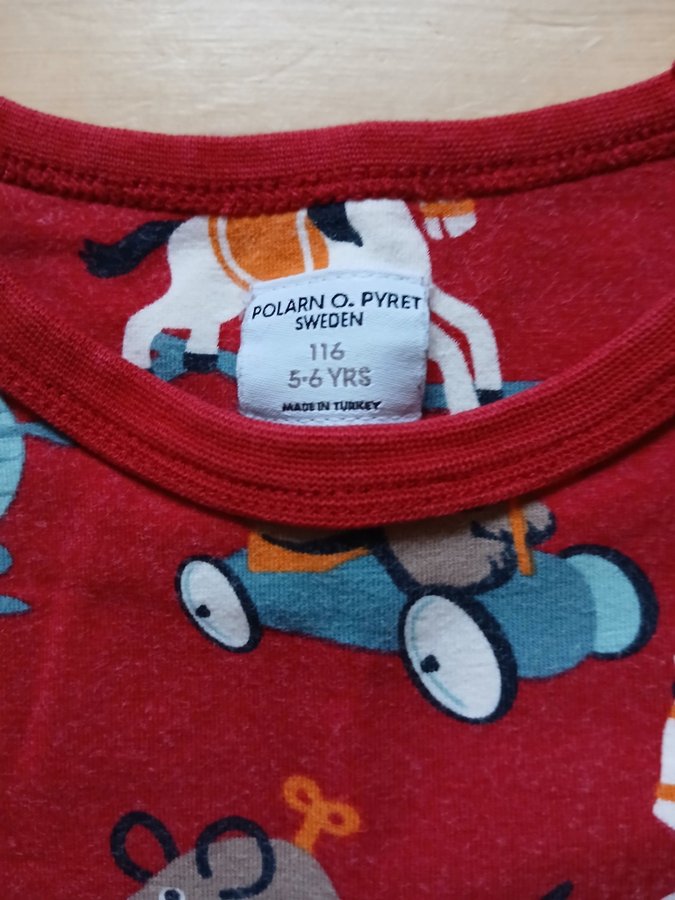 POLARN O. PYRET
SWEDEN
116
5-6 YRS
MADE IN TURKEY